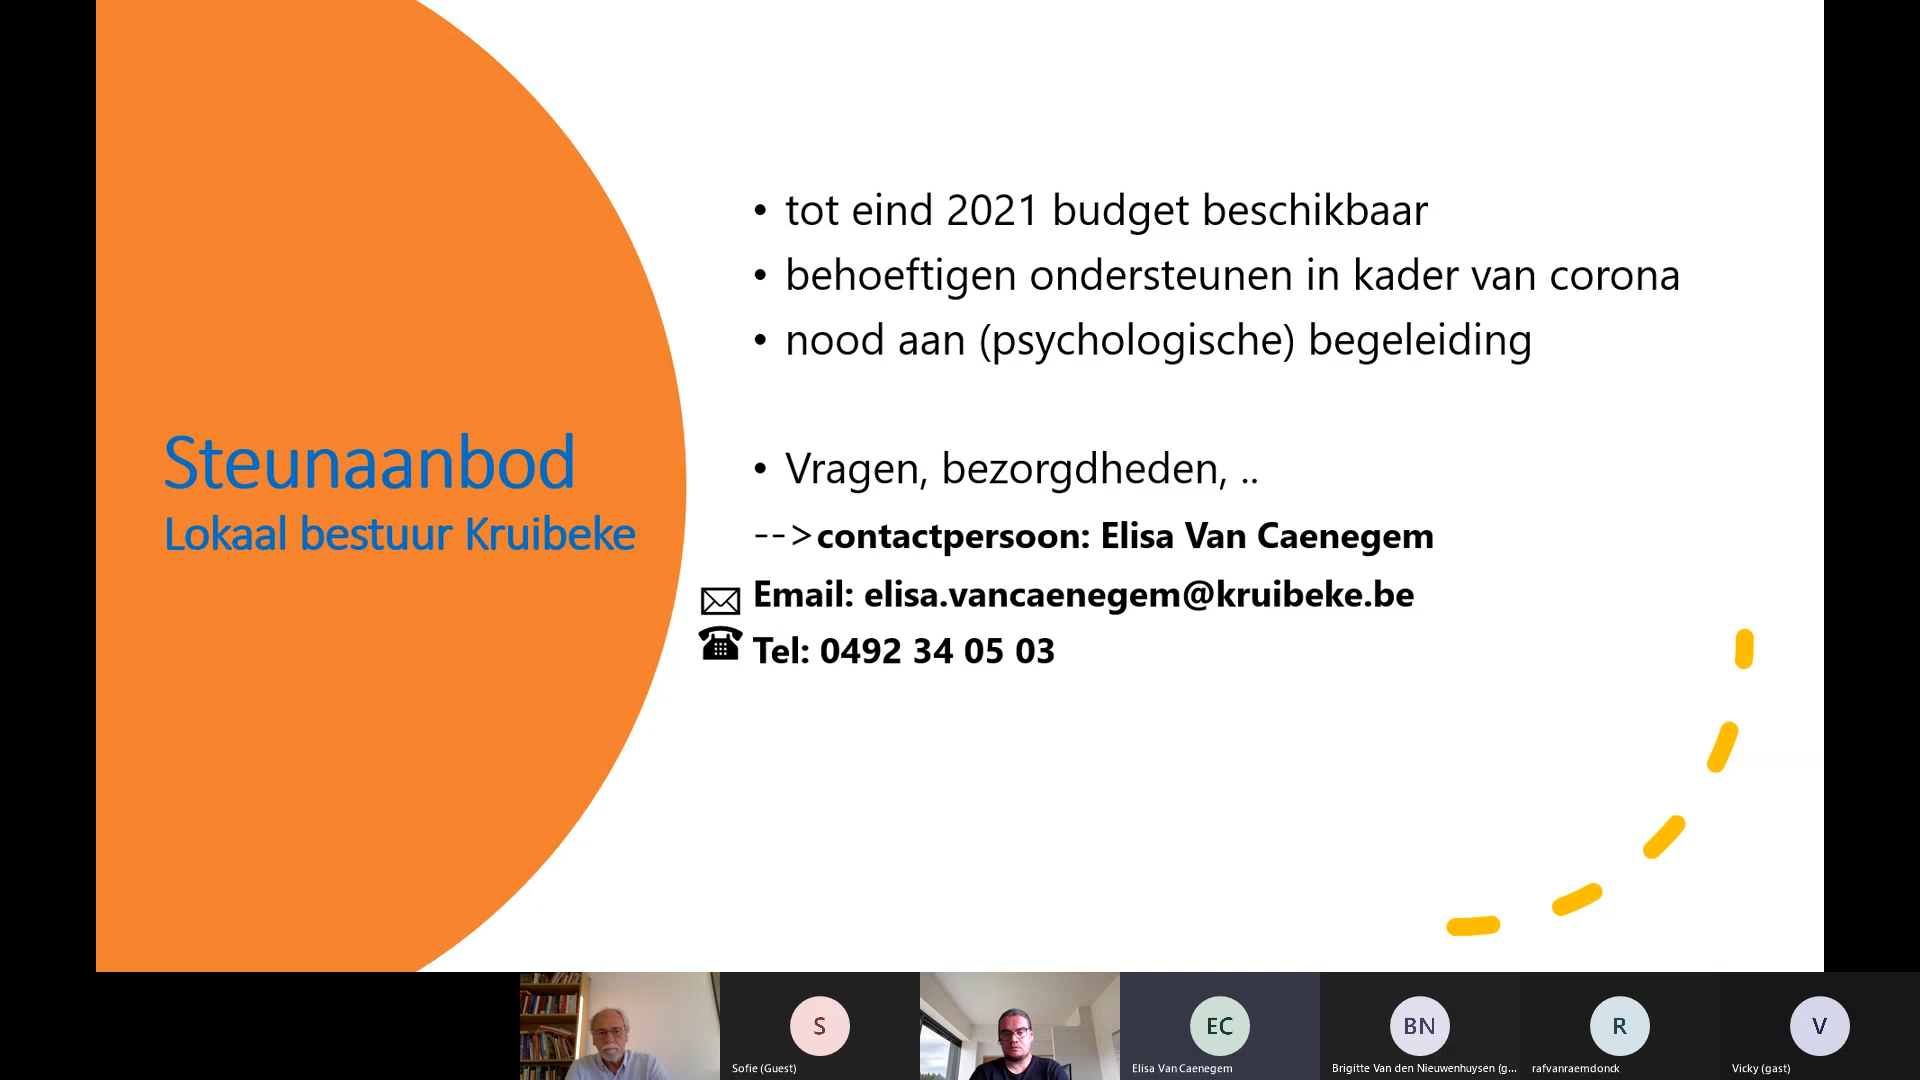 Steunaanbod
Lokaal bestuur Kruibeke
• tot eind 2021 budget beschikbaar
• behoeftigen ondersteunen in kader van corona
• nood aan (psychologische) begeleiding
• Vragen, bezorgdheden, ..
-->contactpersoon: Elisa Van Caenegem
Email: elisa.vancaenegem@kruibeke.be
Tel: 0492 34 05 03
S
Sofie (Guest)
EC
Elisa Van Caenegem
BN
Brigitte Van den Nieuwenhuysen (g...
R
rafvanraemdonck
V
Vicky (gast)